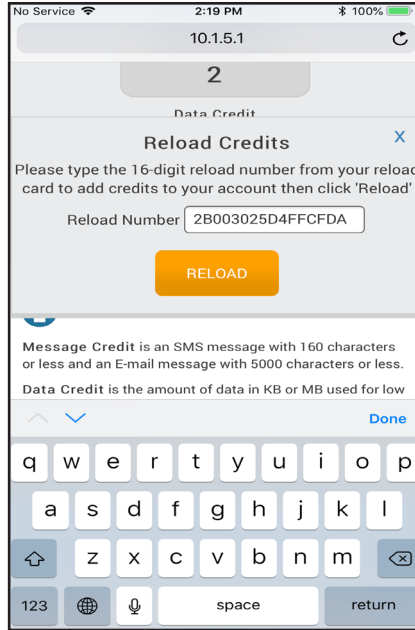 No Service 2:19 PM 100%
10.1.5.1
2
Data Credit
Reload Credits X
Please type the 16-digit reload number from your reload
card to add credits to your account then click 'Reload'
Reload Number 2B003025D4FFCFDA
RELOAD
Message Credit is an SMS message with 160 characters
or less and an E-mail message with 5000 characters or less.
Data Credit is the amount of data in KB or MB used for low
Done
q w e r t y u i o p
a s d f g h j k l
z x c v b n m
123 space return